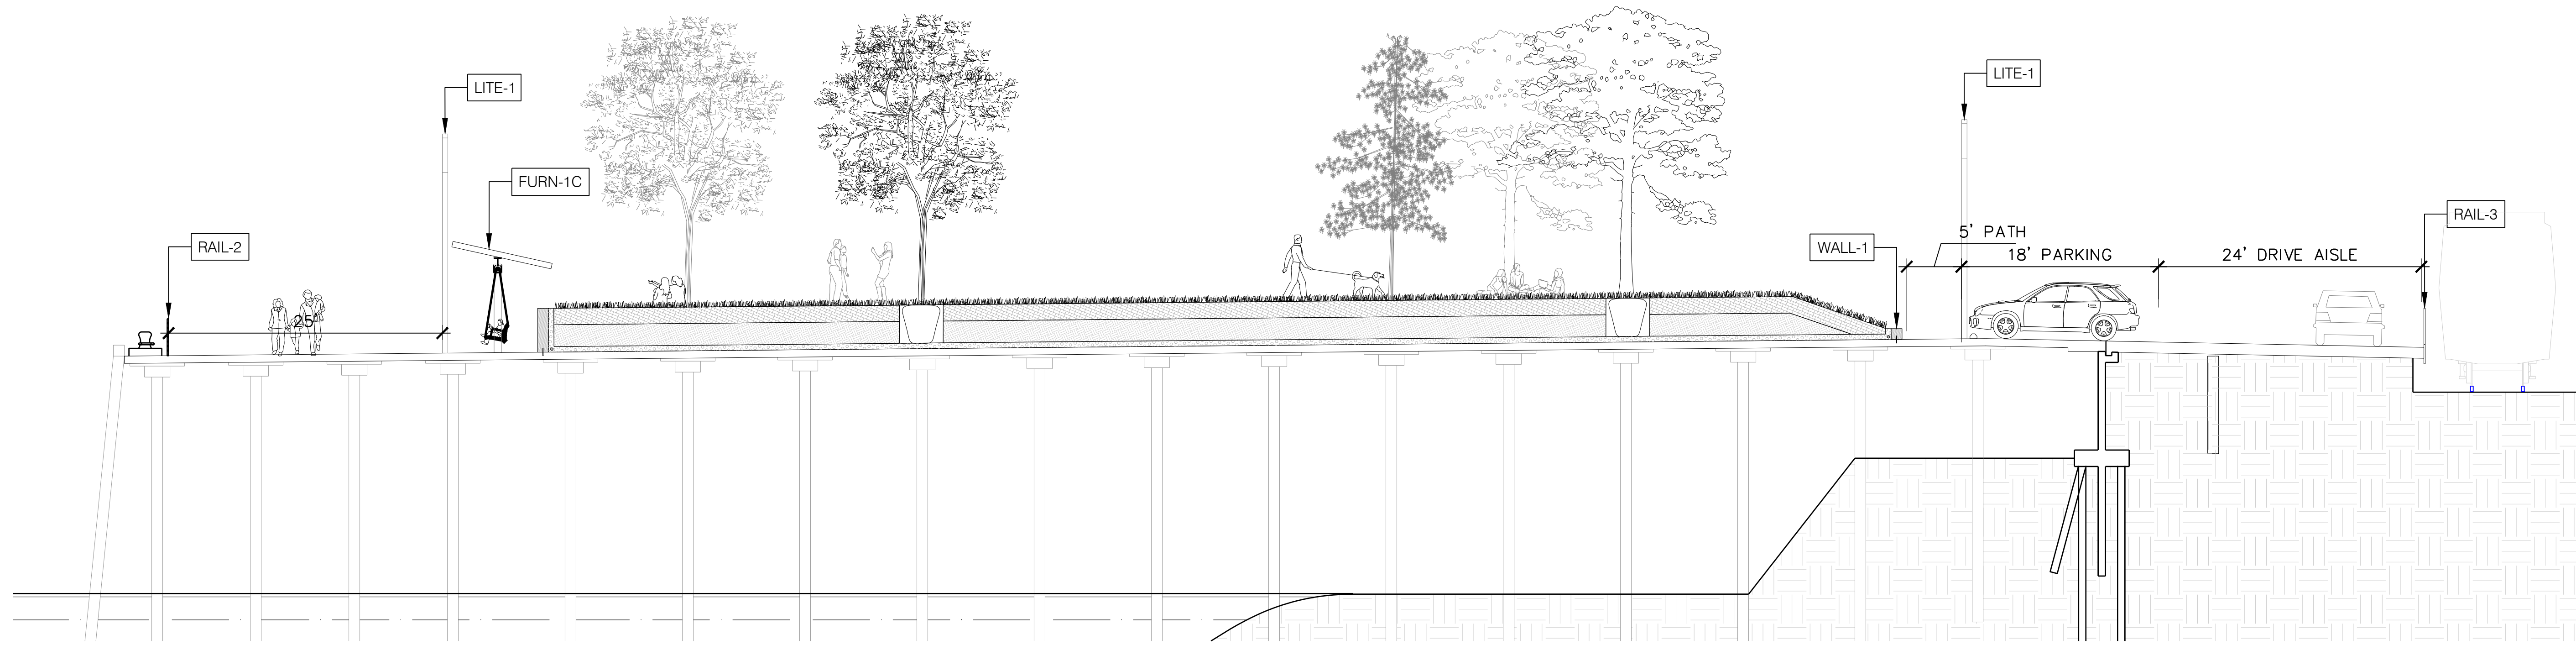 LITE-1
LITE-1
FURN-1C
RAIL-2
RAIL-3
WALL-1
5' PATH
18' PARKING
24' DRIVE AISLE
25'